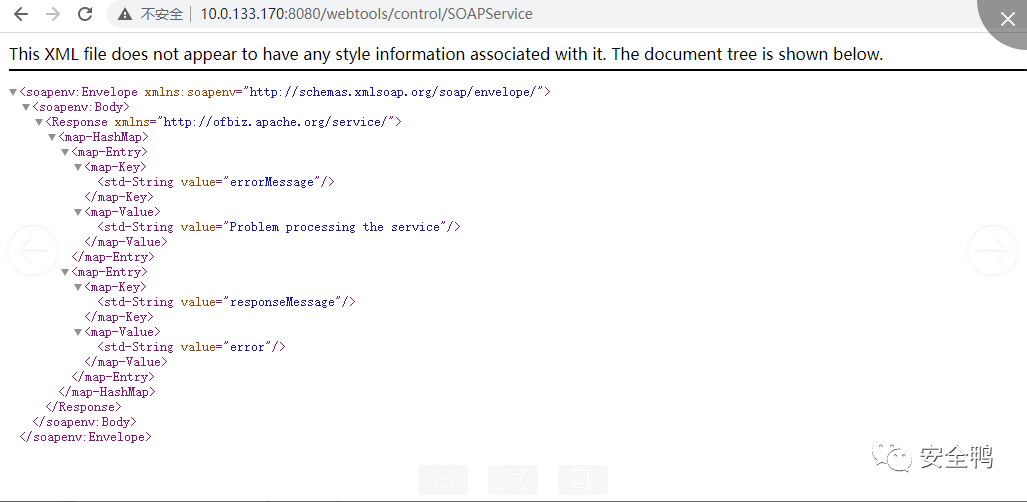 不安全 | 10.0.133.170:8080/webtools/control/SOAPService
This XML file does not appear to have any style information associated with it. The document tree is shown below.
▼<soapenv:Envelope xmlns:soapenv="http://schemas.xmlsoap.org/soap/envelope/">
▼<soapenv:Body>
▼<Response xmlns="http://ofbiz.apache.org/service/">
▼<map-HashMap>
▼<map-Entry>
▼<map-Key>
<std-String value="errorMessage"/>
</map-Key>
▼<map-Value>
<std-String value="Problem processing the service"/>
</map-Value>
</map-Entry>
▼<map-Entry>
▼<map-Key>
<std-String value="responseMessage"/>
</map-Key>
▼<map-Value>
<std-String value="error"/>
</map-Value>
</map-Entry>
</map-HashMap>
</Response>
</soapenv:Body>
</soapenv:Envelope>
安全鸭